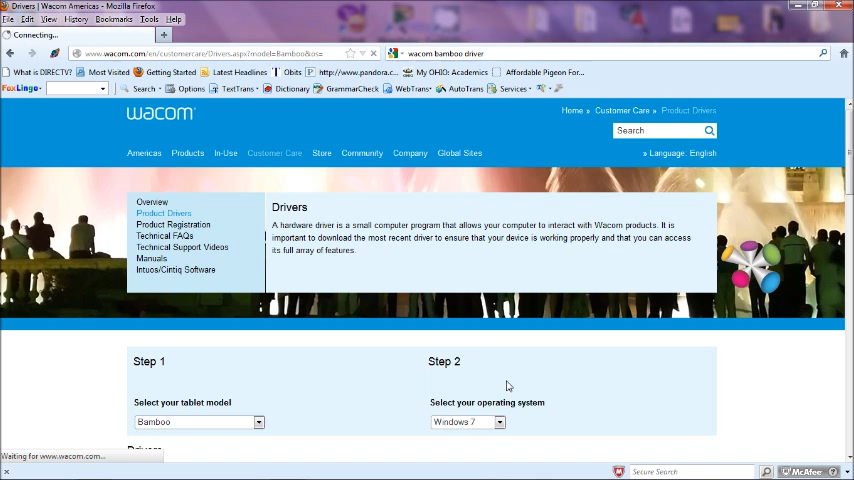 Drivers | Wacom Americas - Mozilla Firefox
File Edit View History Bookmarks Tools Help
Connecting...
www.wacom.com/en/customercare/Drivers.aspx?model=Bamboo&os=
wacom bamboo driver
What is DIRECTV? Most Visited Getting Started Latest Headlines Obits http://www.pandora.c... My OHIO: Academics Affordable Pigeon For...
FoxLingo Search Options TextTrans Dictionary GrammarCheck WebTrans AutoTrans Services
wacom
Home » Customer Care » Product Drivers
Search
Americas Products In-Use Customer Care Store Community Company Global Sites » Language: English
Overview
Product Drivers
Product Registration
Technical FAQs
Technical Support Videos
Manuals
Intuos/Cintiq Software
Drivers
A hardware driver is a small computer program that allows your computer to interact with Wacom products. It is
important to download the most recent driver to ensure that your device is working properly and that you can access
its full array of features.
Step 1
Select your tablet model
Bamboo
Step 2
Select your operating system
Windows 7
Drivers
Waiting for www.wacom.com...
Secure Search
McAfee